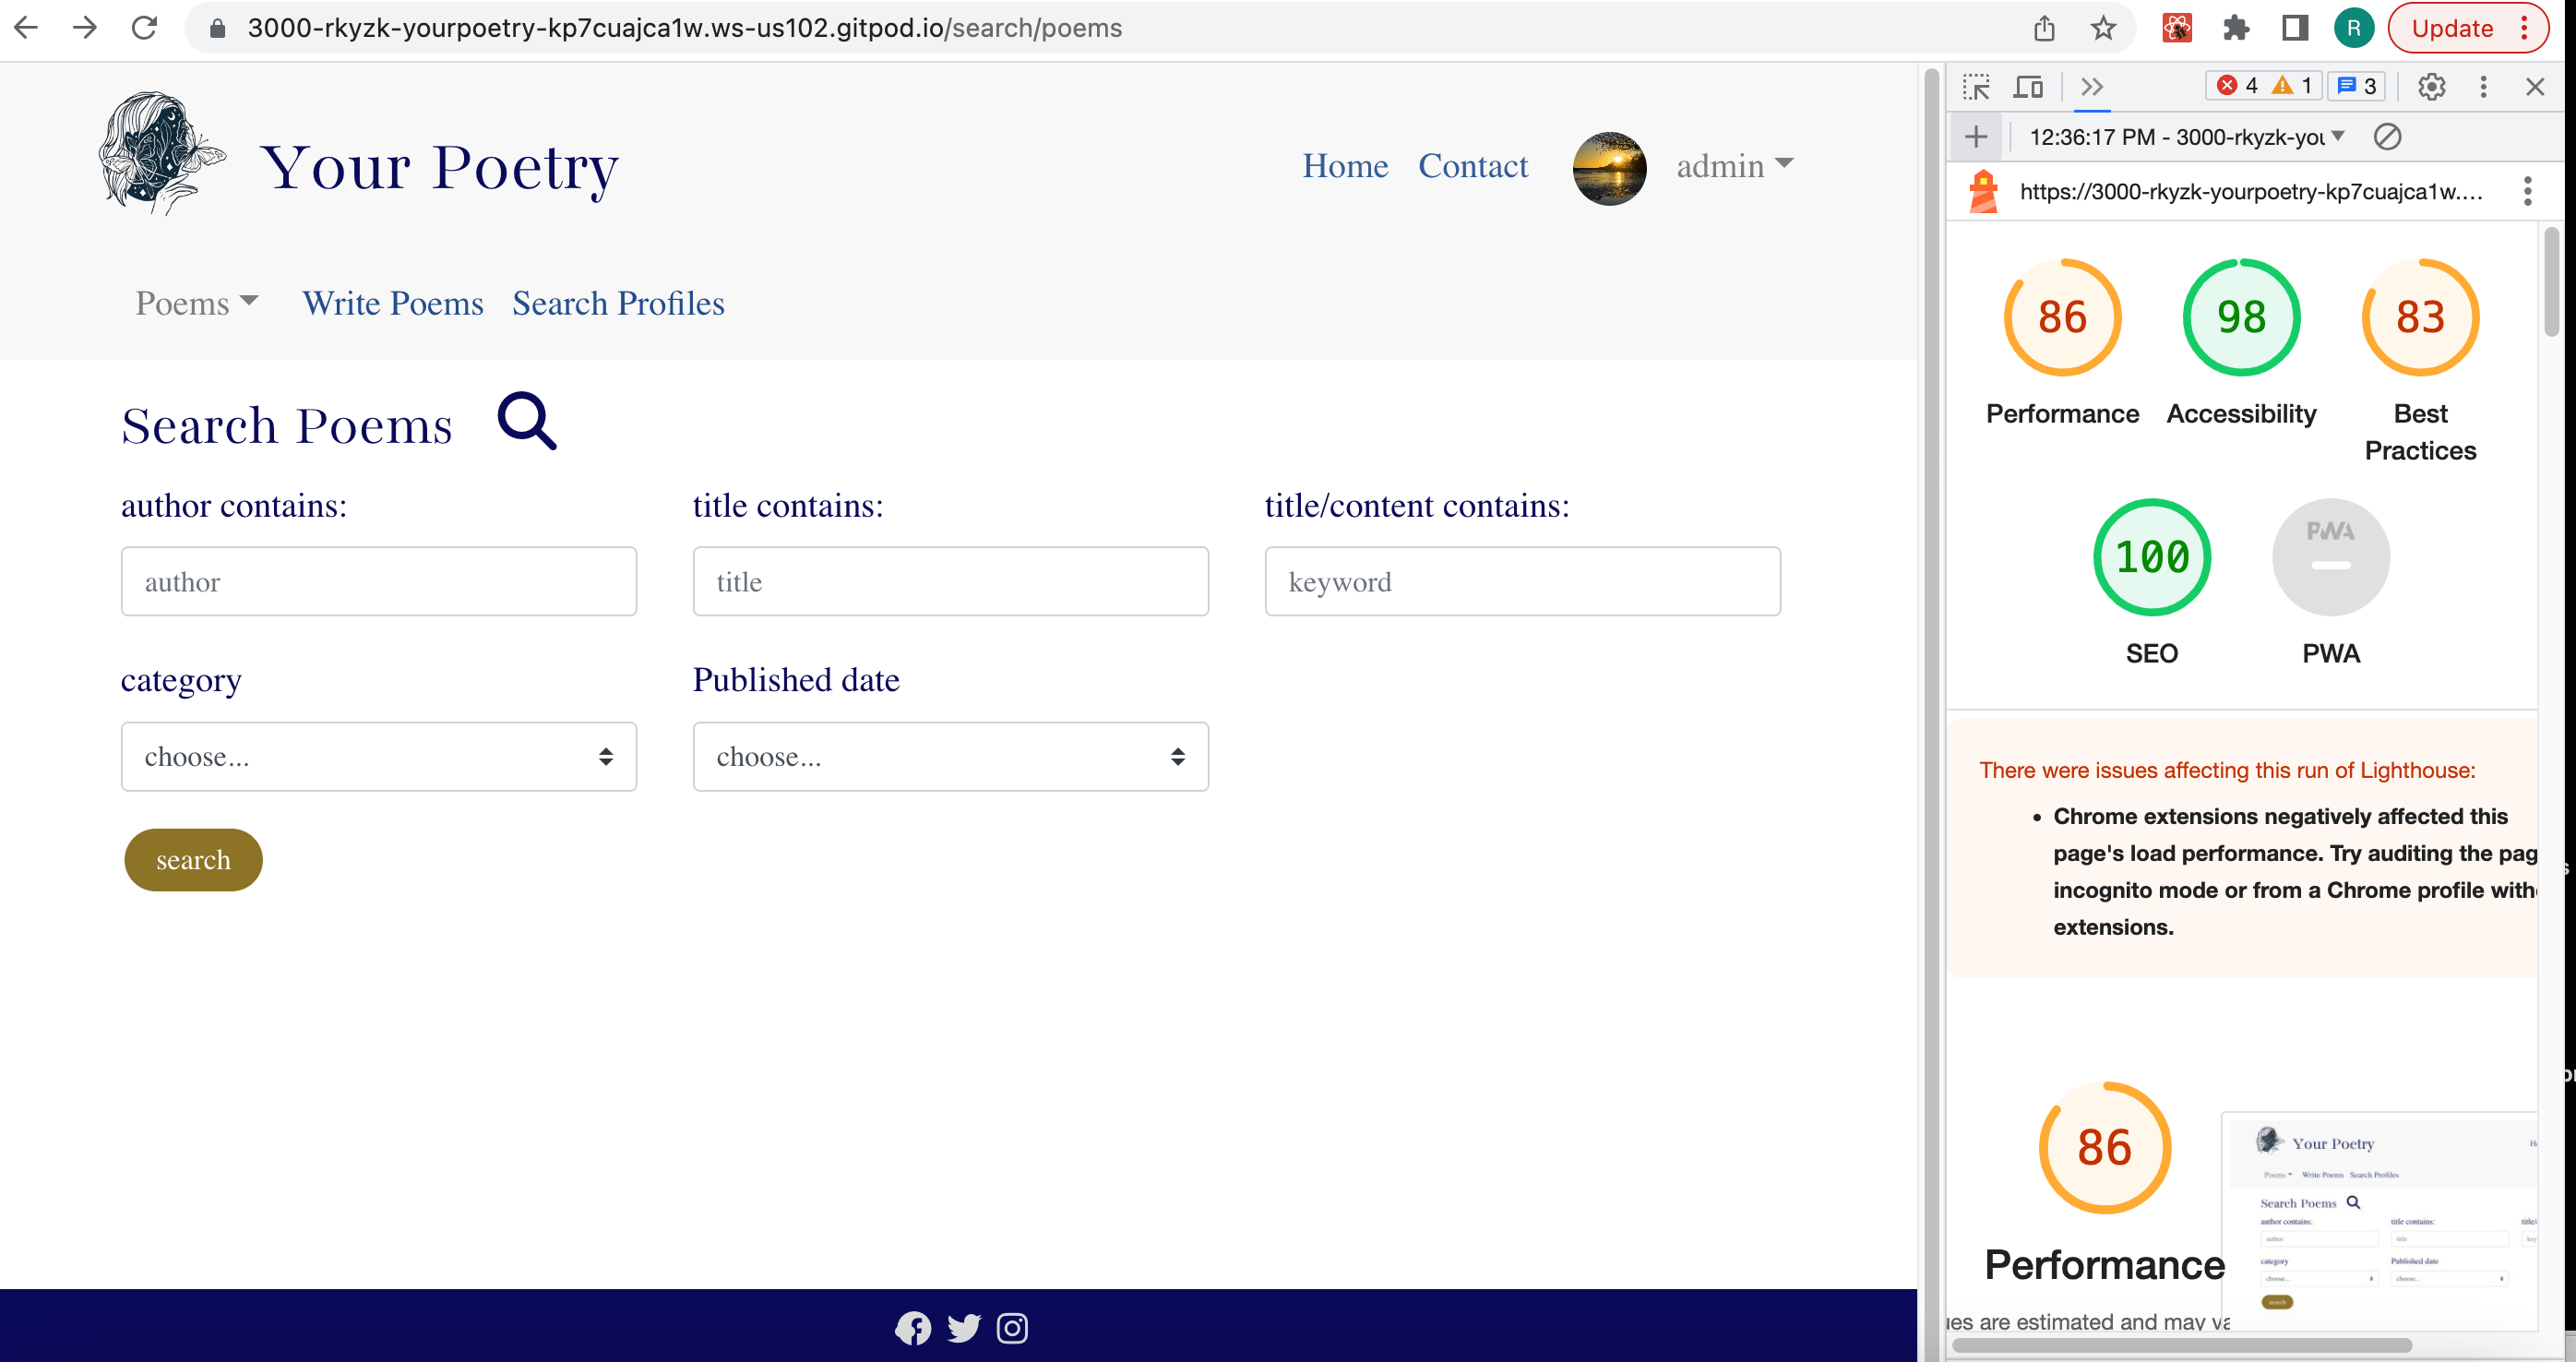 3000-rkyzk-yourpoetry-kp7cuajca1w.ws-us102.gitpod.io/search/poems
R
Update
Your Poetry
Home Contact admin
Poems Write Poems Search Profiles
Search Poems
author contains: title contains: title/content contains:
author title keyword
category Published date
choose... choose...
search
4 1 3
12:36:17 PM - 3000-rkyzk-you
https://3000-rkyzk-yourpoetry-kp7cuajca1w....
86 98 83
Performance Accessibility Best
Practices
100 PWA
SEO PWA
There were issues affecting this run of Lighthouse:
Chrome extensions negatively affected this
page's load performance. Try auditing the pag
incognito mode or from a Chrome profile with
extensions.
86
Performance
ues are estimated and may va
Your Poetry
Poems Write Poems Search Profiles
Search Poems
author contains: title contains: title/
author title key
category Published date
choose... choose...
search